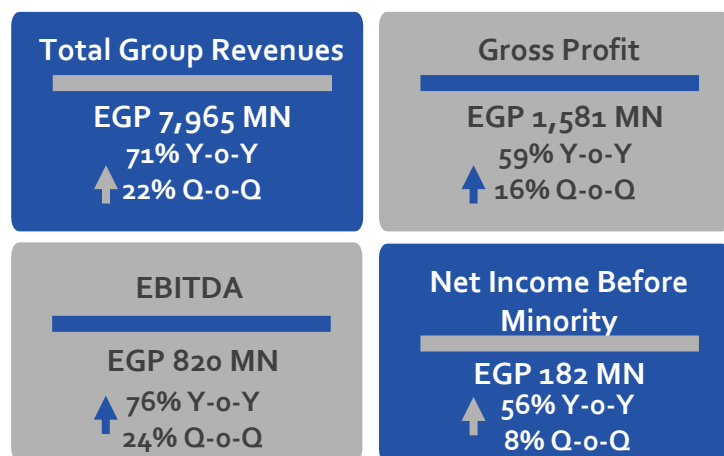 Total Group Revenues
EGP 7,965 MN
71% Y-o-Y
22% Q-o-Q
Gross Profit
EGP 1,581 MN
59% Y-o-Y
16% Q-o-Q
EBITDA
EGP 820 MN
76% Y-o-Y
24% Q-o-Q
Net Income Before
Minority
EGP 182 MN
56% Y-o-Y
8% Q-o-Q